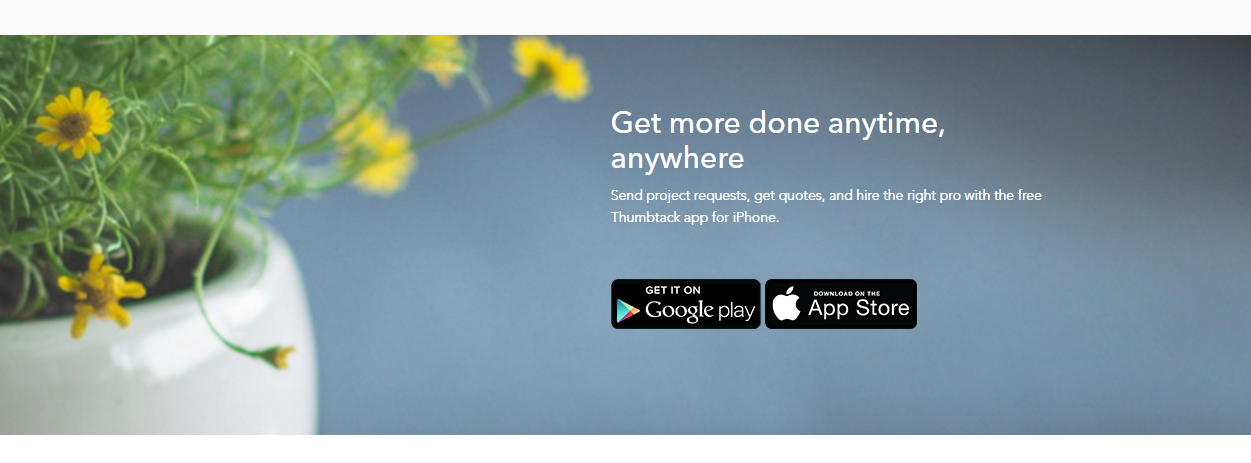 Get more done anytime,
anywhere
Send project requests, get quotes, and hire the right pro with the free
Thumbtack app for iPhone.
GET IT ON
Google play
DOWNLOAD ON THE
App Store